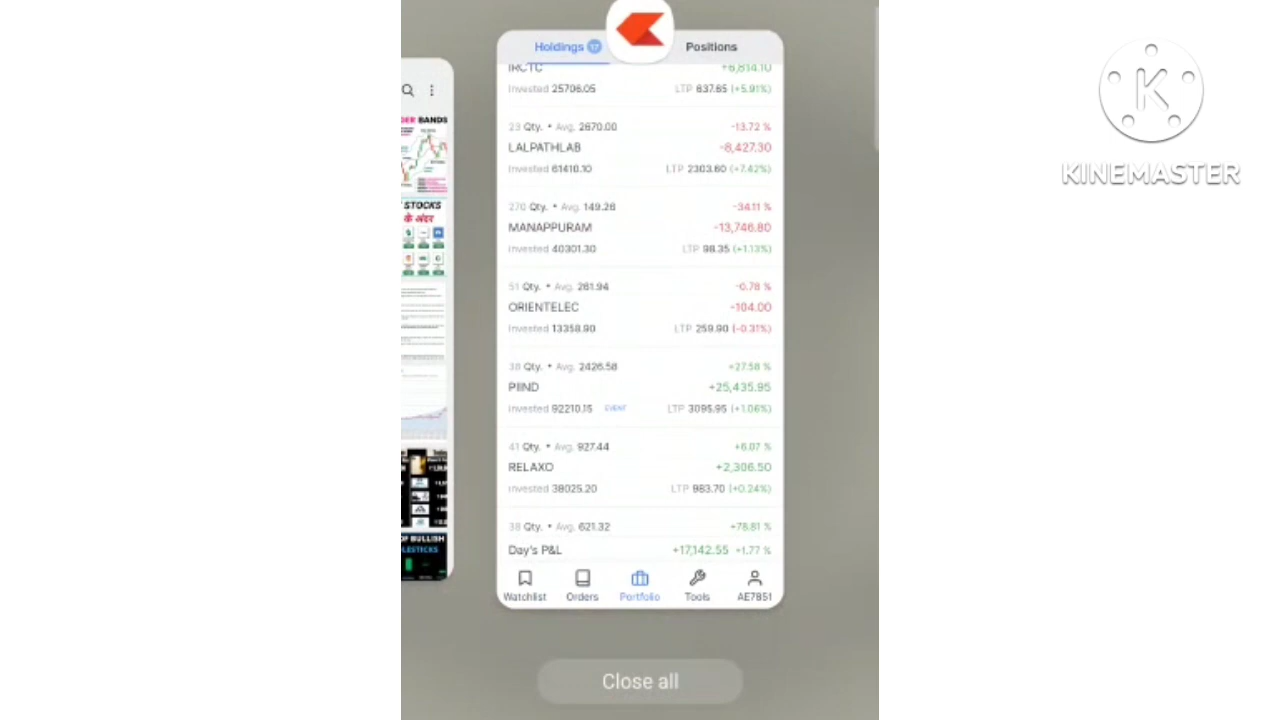 Holdings 17 Positions
IRCTC +6,814.10
Invested 25706.05 LTP 637.65 (+5.91%)
23 Qty. • Avg. 2670.00 -13.72 %
LALPATHLAB -8,427.30
Invested 61410.10 LTP 2303.60 (+7.42%)
270 Qty. • Avg. 149.26 -34.11 %
MANAPPURAM -13,746.80
Invested 40301.30 LTP 98.35 (+1.13%)
51 Qty. • Avg. 261.94 -0.78 %
ORIENTELEC -104.00
Invested 13358.90 LTP 259.90 (-0.31%)
38 Qty. • Avg. 2426.58 +27.58 %
PIIND +25,435.95
Invested 92210.15 EVENT LTP 3095.95 (+1.06%)
41 Qty. • Avg. 927.44 +6.07 %
RELAXO +2,306.50
Invested 38025.20 LTP 983.70 (+0.24%)
38 Qty. • Avg. 621.32 +78.81 %
Day's P&L +17,142.55 +1.77 %
Watchlist Orders Portfolio Tools AE7851
Close all
BANDS
STOCKS
के अंदर
OF BULLISH
K
KINEMASTER